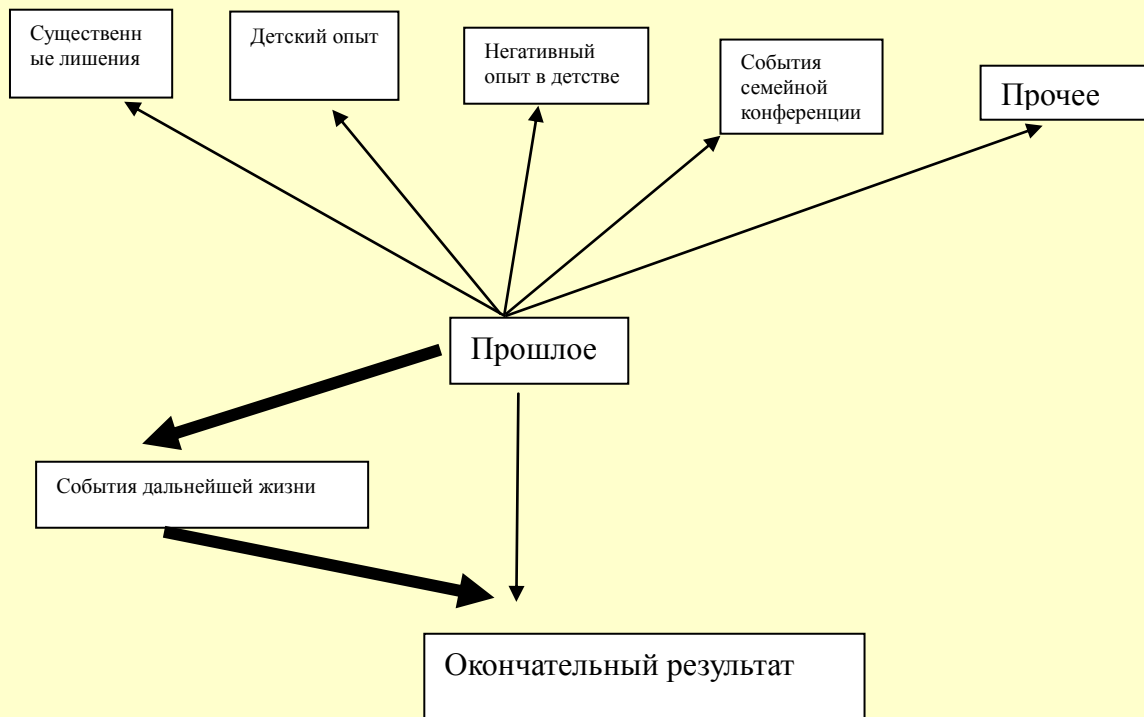 Существенн
ые лишения
Детский опыт
Негативный
опыт в детстве
События
семейной
конференции
Прочее
Прошлое
События дальнейшей жизни
Окончательный результат